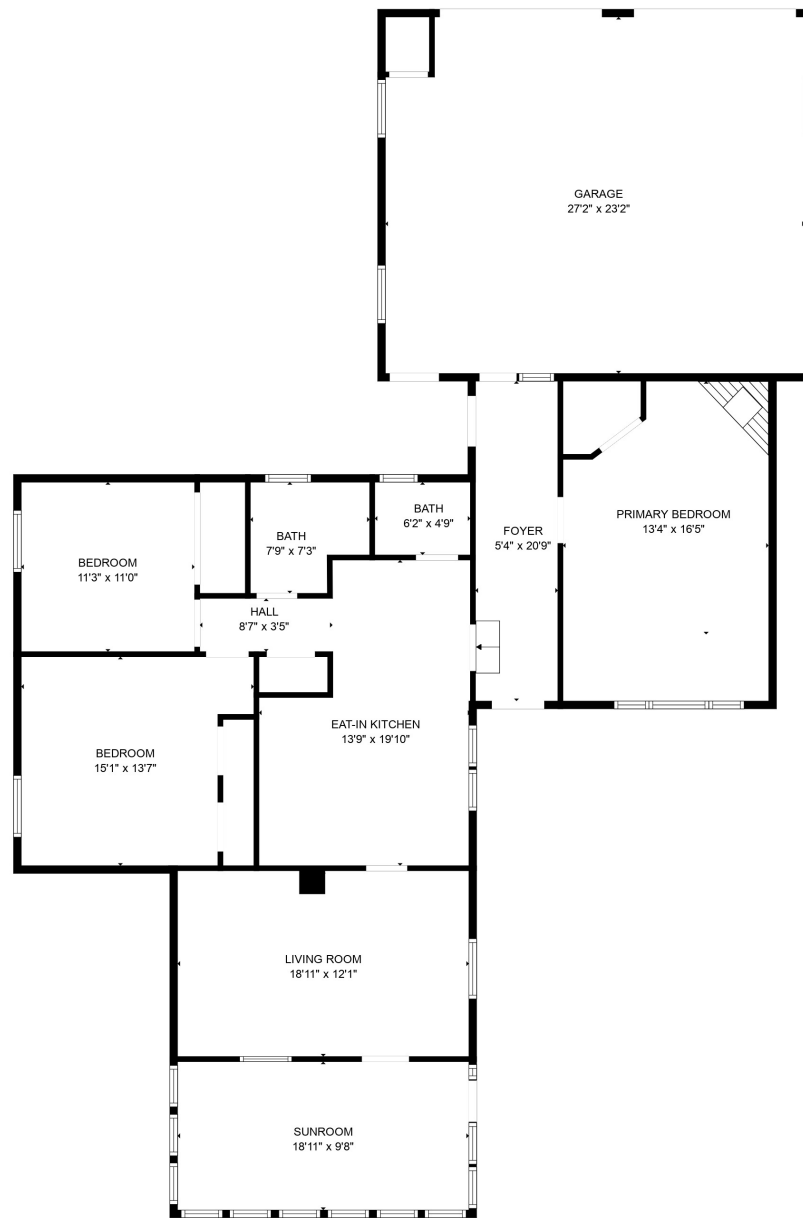 GARAGE
27'2" x 23'2"
PRIMARY BEDROOM
13'4" x 16'5"
FOYER
5'4" x 20'9"
BATH
6'2" x 4'9"
BATH
7'9" x 7'3"
BEDROOM
11'3" x 11'0"
HALL
8'7" x 3'5"
EAT-IN KITCHEN
13'9" x 19'10"
BEDROOM
15'1" x 13'7"
LIVING ROOM
18'11" x 12'1"
SUNROOM
18'11" x 9'8"